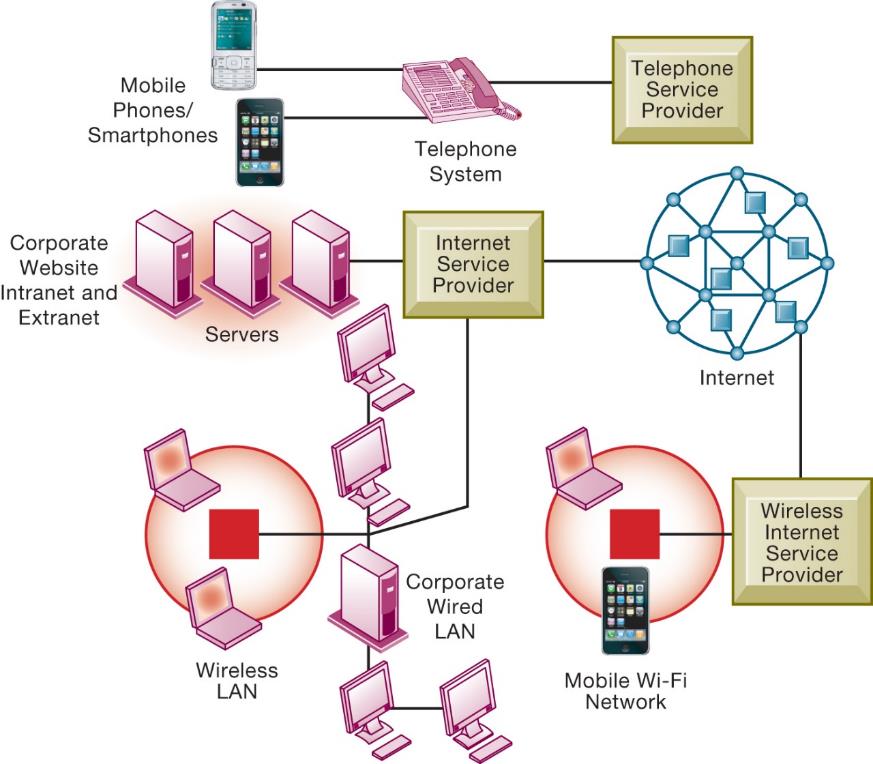 Mobile
Phones/
Smartphones
Telephone
System
Telephone
Service
Provider
Corporate
Website
Intranet and
Extranet
Servers
Internet
Service
Provider
Internet
Wireless
LAN
Corporate
Wired
LAN
Mobile Wi-Fi
Network
Wireless
Internet
Service
Provider